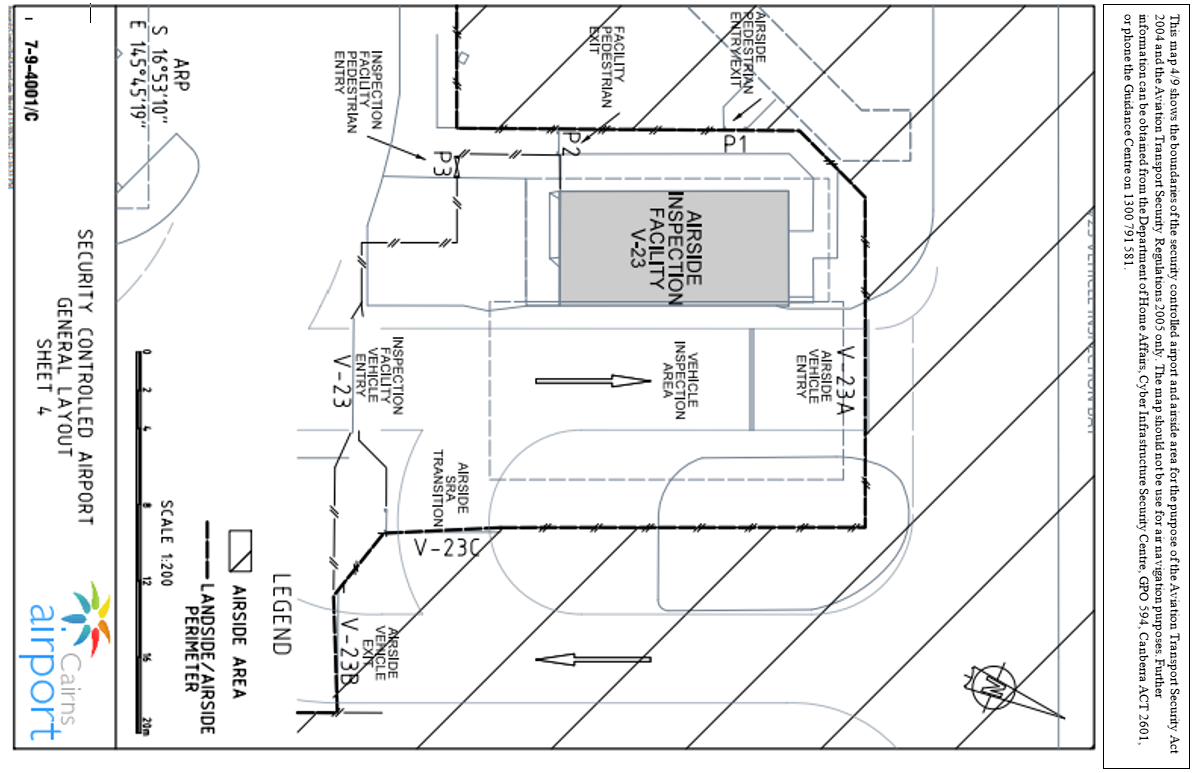 This map 4/9 shows the boundaries of the security controlled airport and airside area for the purpose of the Aviation Transport Security Act
2004 and the Aviation Transport Security Regulations 2005 only. The map should not be use for air navigation purposes. Further
information can be obtained from the Department of Home Affairs, Cyber Infrastructure Security Centre, GPO 594, Canberra ACT 2601,
or phone the Guidance Centre on 1300 791 581.
AIRSIDE
PEDESTRIAN
ENTRY/EXIT
P1
FACILITY
PEDESTRIAN
EXIT
P2
INSPECTION
FACILITY
PEDESTRIAN
ENTRY
P3
AIRSIDE
INSPECTION
FACILITY
V-23
V-23A
AIRSIDE
VEHICLE
ENTRY
VEHICLE
INSPECTION
AREA
INSPECTION
FACILITY
VEHICLE
ENTRY
V-23
AIRSIDE
SRA
TRANSITION
V-23C
AIRSIDE
VEHICLE
EXIT
V-23B
N
LEGEND
AIRSIDE AREA
LANDSIDE/AIRSIDE
PERIMETER
SCALE 1:200
0 2 4 8 12 16 20m
ARP
S 16°53'10"
E 145°45'19"
SECURITY CONTROLLED AIRPORT
GENERAL LAYOUT
SHEET 4
Cairns
airport
7-9-4001/C